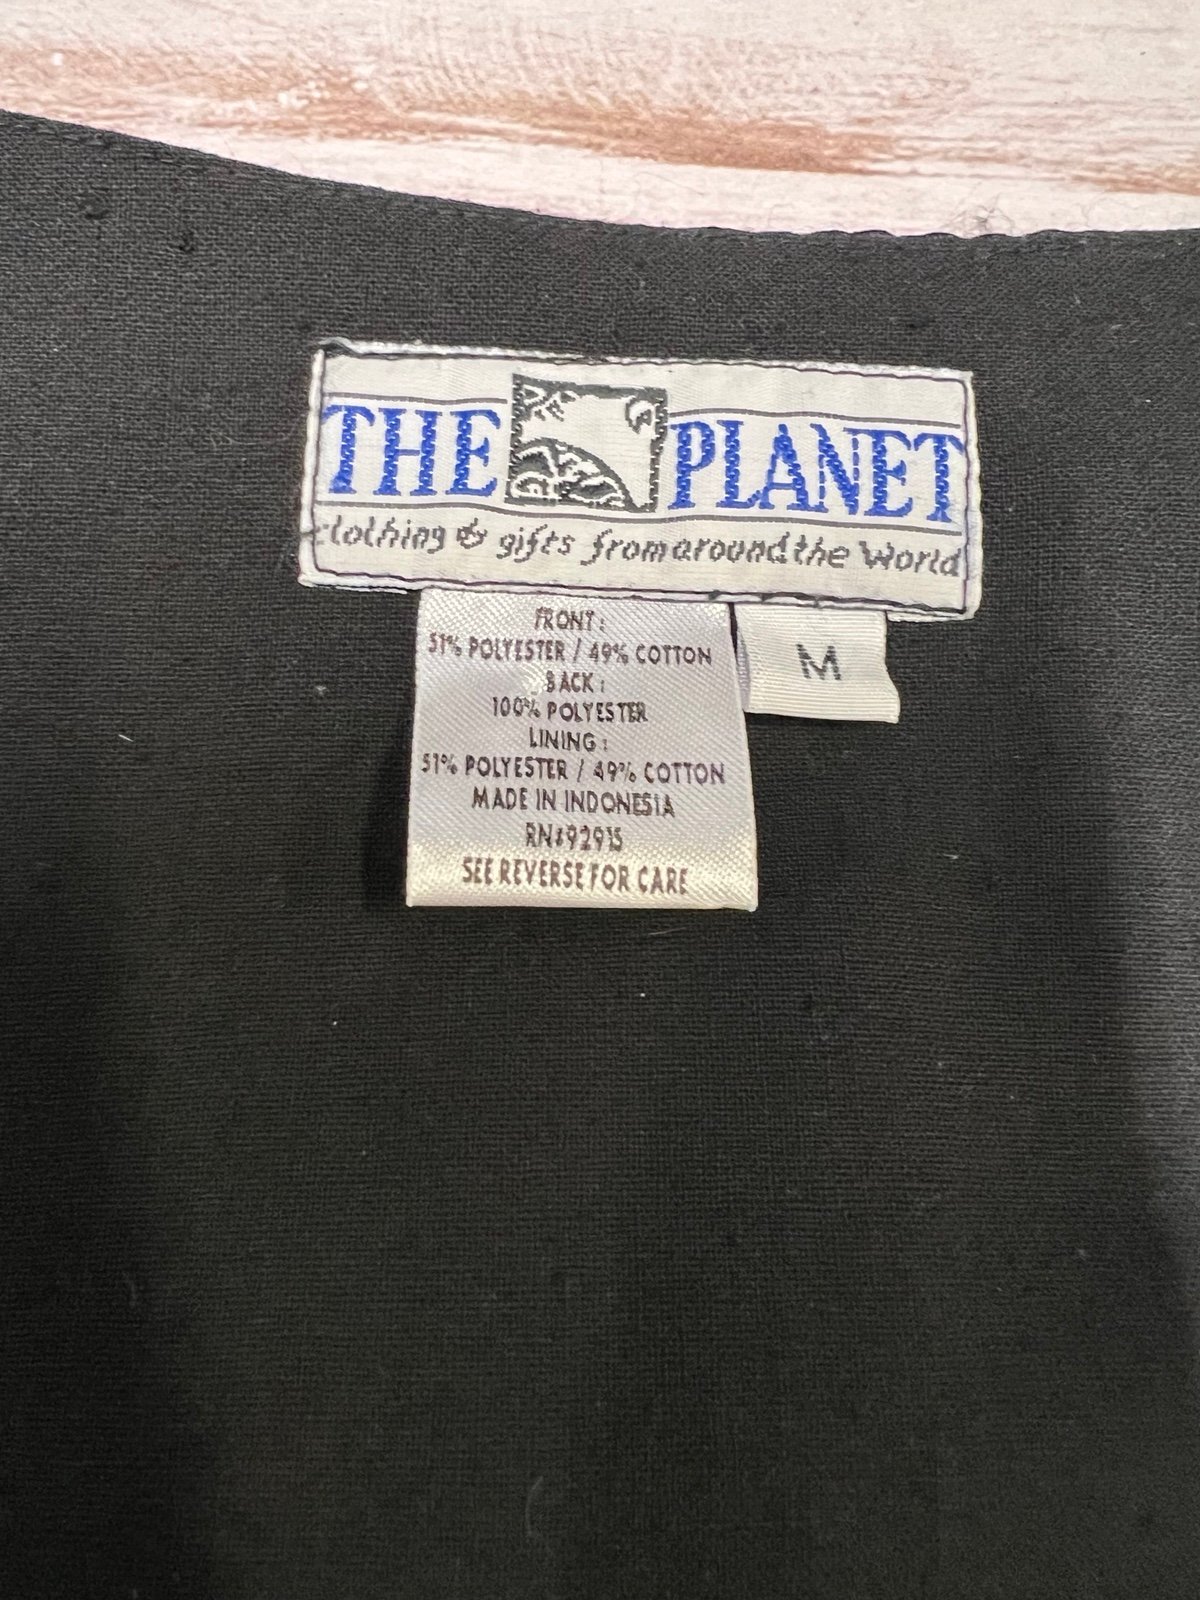 THE PLANET
clothing & gifts from around the World
FRONT:
51% POLYESTER / 49% COTTON
BACK:
100% POLYESTER
LINING:
51% POLYESTER / 49% COTTON
MADE IN INDONESIA
RN#92915
SEE REVERSE FOR CARE
M